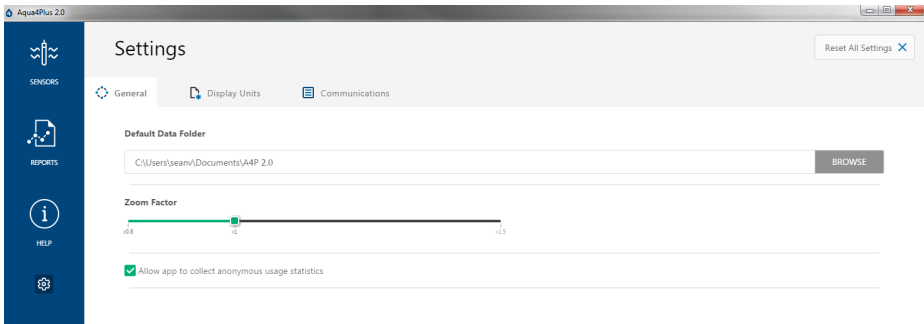 Aqua4Plus 2.0
SENSORS
REPORTS
HELP
Settings
Reset All Settings
General
Display Units
Communications
Default Data Folder
C:\Users\seanv\Documents\A4P 2.0
BROWSE
Zoom Factor
x0.8
x1
x1.5
Allow app to collect anonymous usage statistics